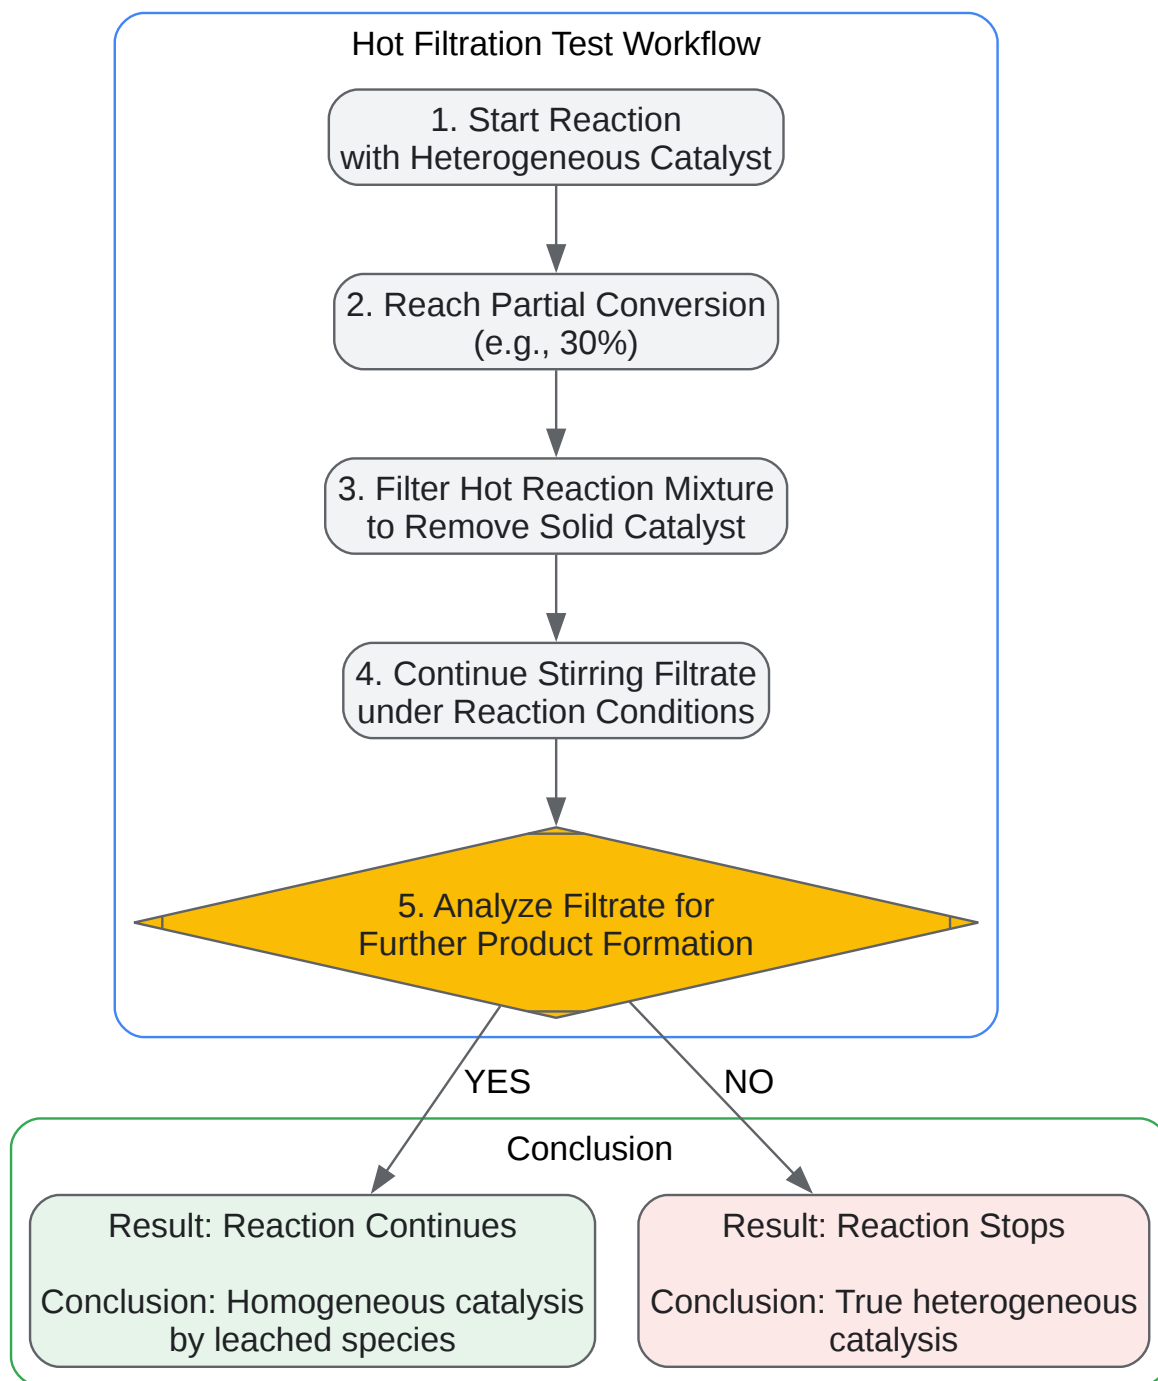 Hot Filtration Test Workflow
1. Start Reaction
with Heterogeneous Catalyst
2. Reach Partial Conversion
(e.g., 30%)
3. Filter Hot Reaction Mixture
to Remove Solid Catalyst
4. Continue Stirring Filtrate
under Reaction Conditions
5. Analyze Filtrate for
Further Product Formation
YES
NO
Conclusion
Result: Reaction Continues
Conclusion: Homogeneous catalysis
by leached species
Result: Reaction Stops
Conclusion: True heterogeneous
catalysis